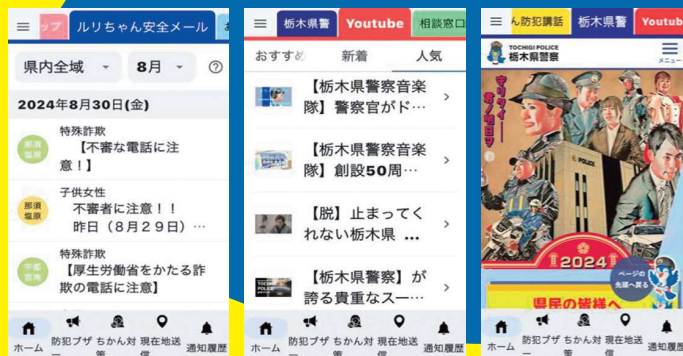 ップ
ルリちゃん安全メール
県内全域
8月
2024年8月30日(金)
那須
塩原
特殊詐欺
【不審な電話に注
意!】
那須
塩原
子供女性
不審者に注意!!
昨日(8月29日)…
特殊詐欺
【厚生労働省をかたる詐
欺の電話に注意】
ホーム
防犯ブザ
ー
ちかん対
策
現在地送
信
通知履歴
栃木県警
Youtube
相談窓口
おすすめ
新着
人気
【栃木県警察音楽
隊】警察官がド…
【栃木県警察音楽
隊】創設50周…
【脱】止まってく
れない栃木県 ...
【栃木県警察】が
誇る貴重なスー…
ホーム
防犯ブザ
ー
ちかん対
策
現在地送
信
通知履歴
ん防犯講話
栃木県警
Youtub
TOCHIGI POLICE
栃木県警察
メニュー
守りタイ――
君ノ明日ヲ
POLICE
2024
ページの
先頭へ戻る
県民の皆様へ
ホーム
防犯ブザ
ー
ちかん対
策
現在地送
信
通知履歴